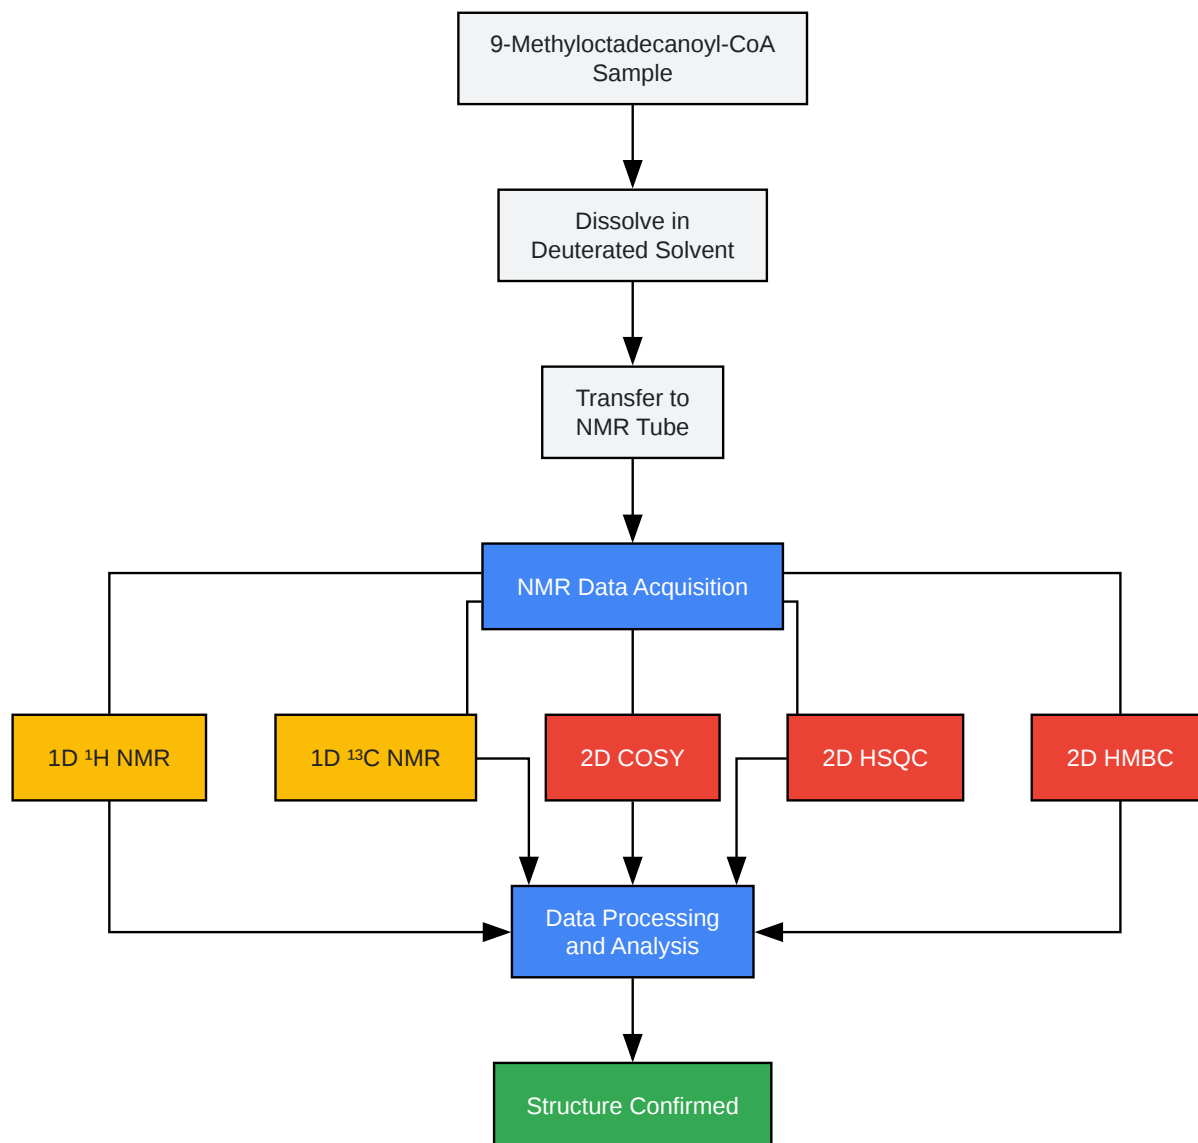 9-Methyloctadecanoyl-CoA
Sample
Dissolve in
Deuterated Solvent
Transfer to
NMR Tube
NMR Data Acquisition
1D ¹H NMR
1D ¹³C NMR
2D COSY
2D HSQC
2D HMBC
Data Processing
and Analysis
Structure Confirmed